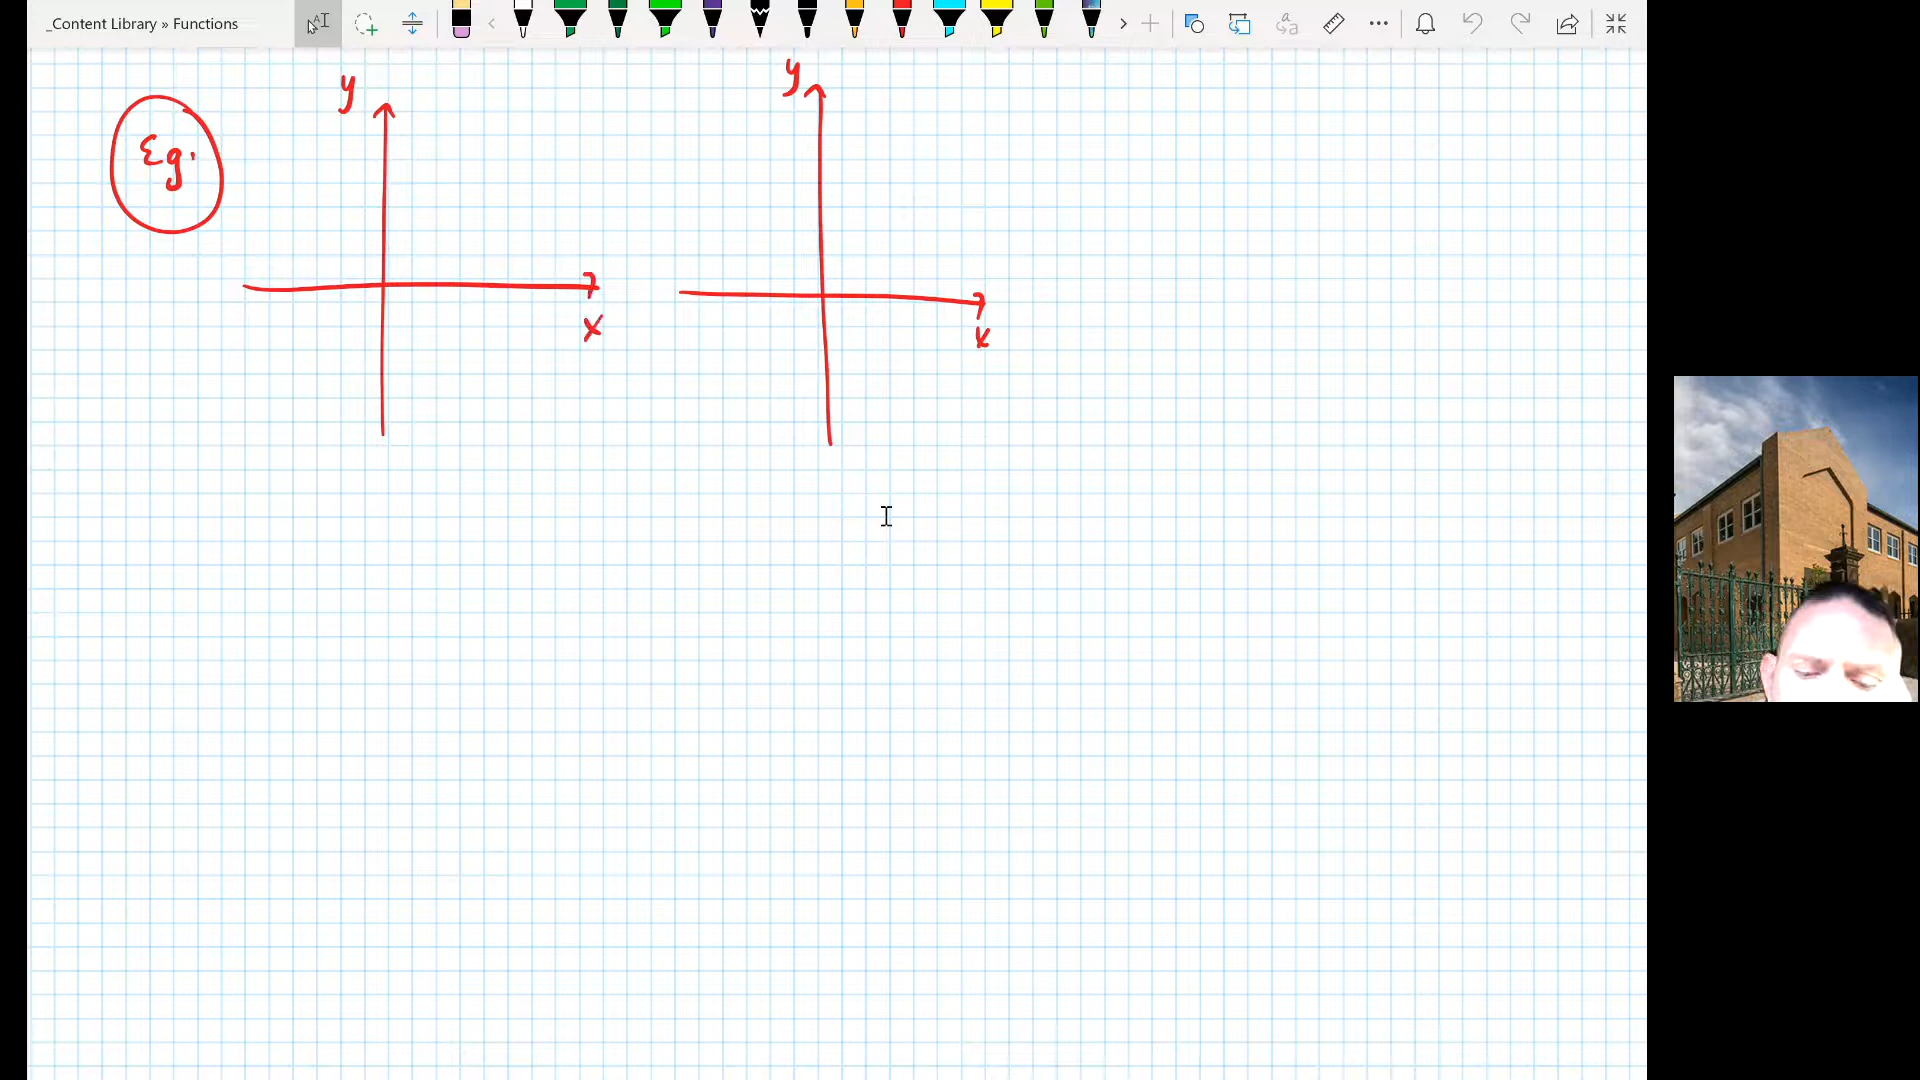 _Content Library » Functions
y
y
Eg.
x
x